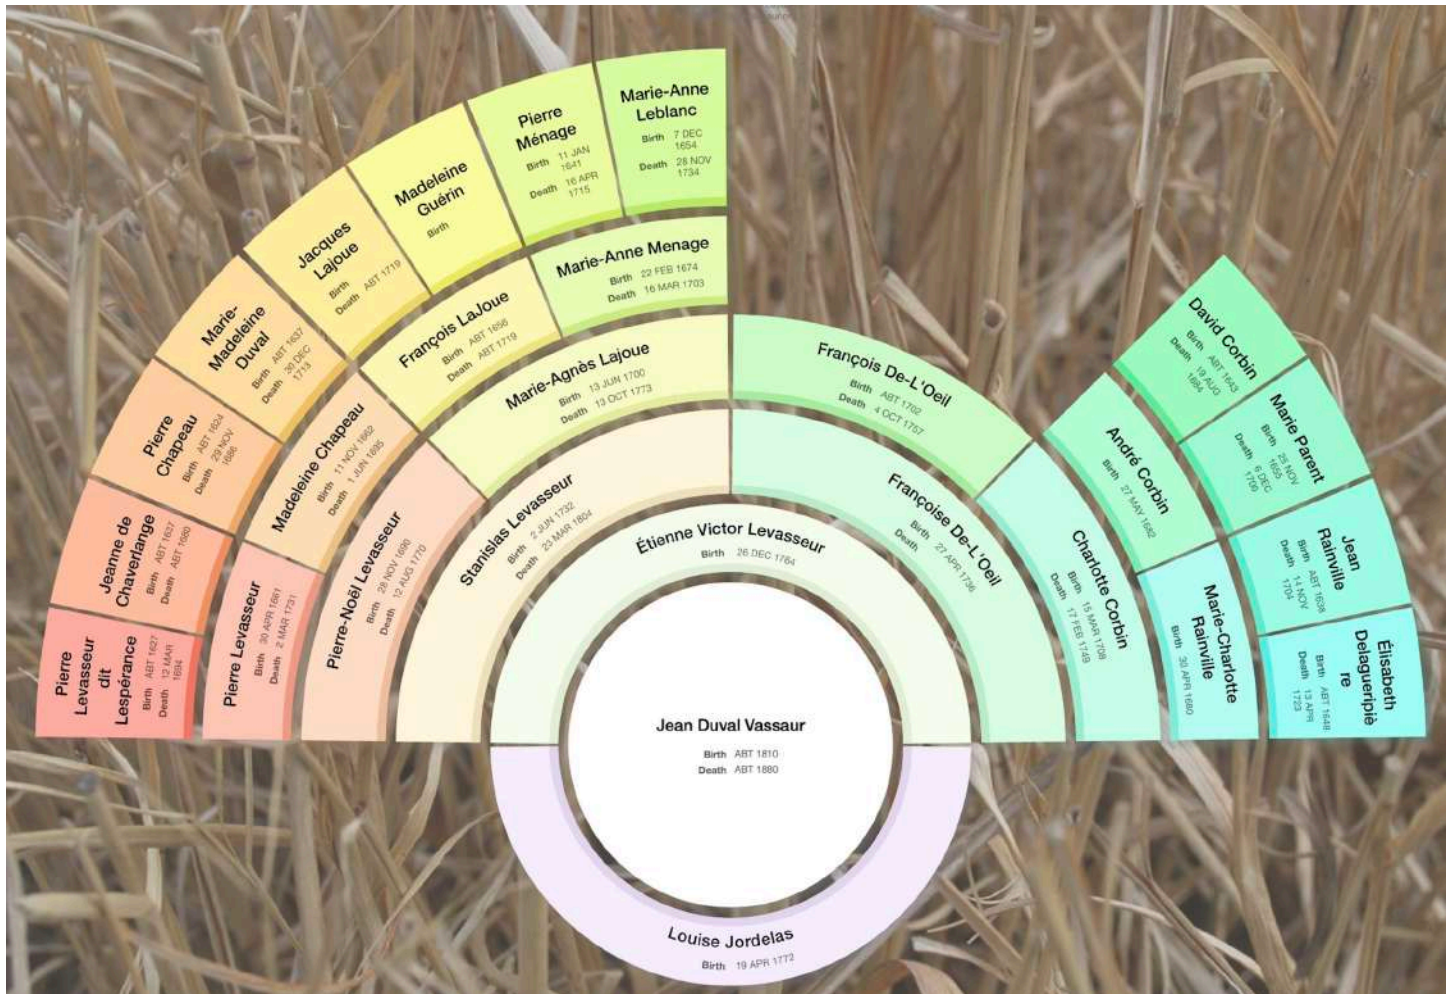 Marie-Anne
Leblanc
Birth 7 DEC
1654
Death 28 NOV
1734
Pierre
Ménage
Birth 11 JAN
1641
Death 16 APR
1715
Madeleine
Guérin
Birth
Jacques
Lajoue
Birth
Death ABT 1719
Marie-
Madeleine
Duval
Birth ABT 1637
Death 20 DEC
1713
Pierre
Chapeau
Birth ABT 1624
Death 29 NOV
1686
Jeanne de
Chaverlange
Birth ABT 1637
Death ABT 1680
Pierre
Levasseur
dit
Lespérance
Birth ABT 1627
Death 12 MAR
1694
Marie-Anne Menage
Birth 22 FEB 1674
Death 16 MAR 1703
François LaJoue
Birth ABT 1656
Death ABT 1719
Madeleine Chapeau
Birth 11 NOV 1662
Death 1 JUN 1695
Pierre Levasseur
Birth 30 APR 1661
Death 2 MAR 1731
Marie-Agnès Lajoue
Birth 13 JUN 1700
Death 13 OCT 1773
Pierre-Noël Levasseur
Birth 28 NOV 1690
Death 12 AUG 1770
François De-L'Oeil
Birth ABT 1702
Death 4 OCT 1757
Charlotte Corbin
Birth 15 MAR 1708
Death 17 FEB 1749
David Corbin
Birth ABT 1643
Death 19 AUG
1684
Marie Parent
Birth 25 NOV
1655
Death 6 DEC
1700
Jean
Rainville
Birth ABT 1638
Death 14 NOV
1704
Élisabeth
Delagueripiè
re
Birth ABT 1648
Death 13 APR
1723
André Corbin
Birth 27 MAY 1682
Marie-Charlotte
Rainville
Birth 30 APR 1680
Stanislas Levasseur
Birth 2 JUN 1732
Death 23 MAR 1804
Françoise De-L'Oeil
Birth 27 APR 1736
Death
Étienne Victor Levasseur
Birth 26 DEC 1764
Jean Duval Vassaur
Birth ABT 1810
Death ABT 1880
Louise Jordelas
Birth 19 APR 1772